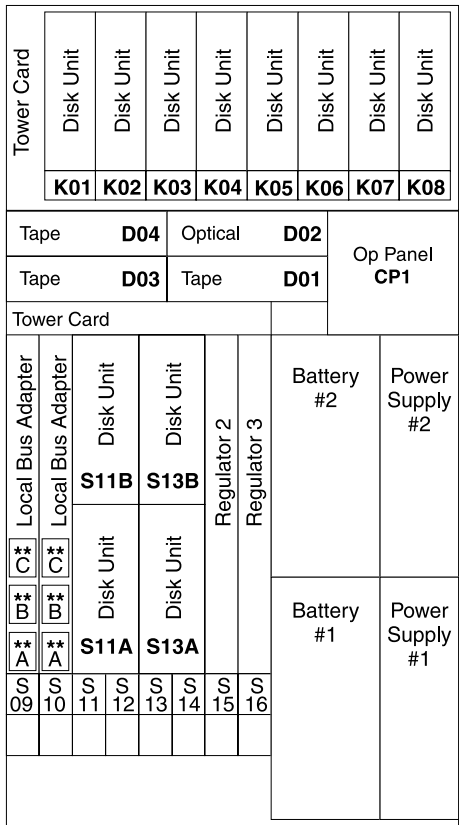 Tower Card
Disk Unit
Disk Unit
Disk Unit
Disk Unit
Disk Unit
Disk Unit
Disk Unit
Disk Unit
K01 K02 K03 K04 K05 K06 K07 K08
Tape D04 Optical D02
Tape D03 Tape D01
Op Panel
CP1
Tower Card
Local Bus Adapter
** C
** B
** A
Local Bus Adapter
** C
** B
** A
Disk Unit
S11B
Disk Unit
S13B
Disk Unit
S11A
Disk Unit
S13A
Regulator 2
Regulator 3
Battery
#2
Power
Supply
#2
Battery
#1
Power
Supply
#1
S S S S S S S S
09 10 11 12 13 14 15 16